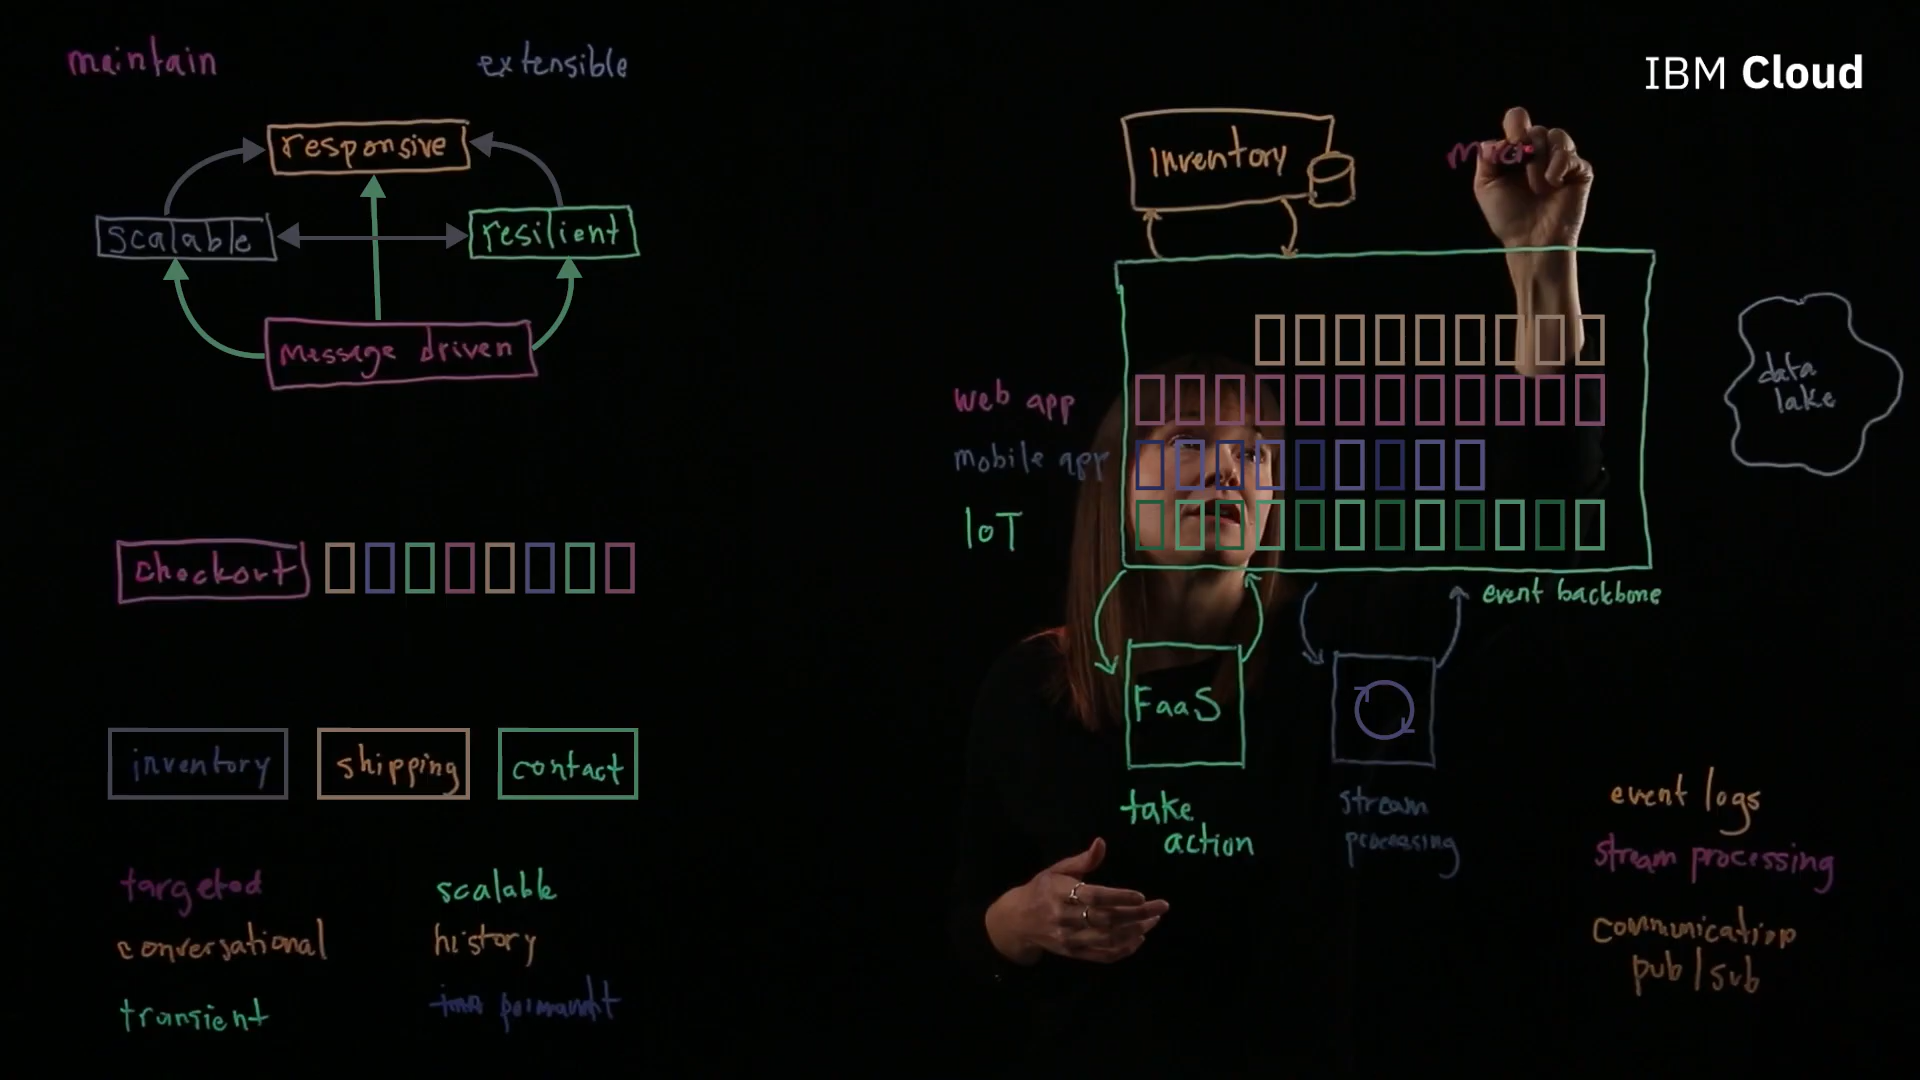 maintain
extensible
responsive
scalable
resilient
message driven
checkout
inventory
shipping
contact
targeted
conversational
transient
scalable
history
permanent
IBM Cloud
Inventory
web app
mobile app
IoT
data
lake
event backbone
FaaS
take
action
stream
processing
event logs
stream processing
communication
pub/sub